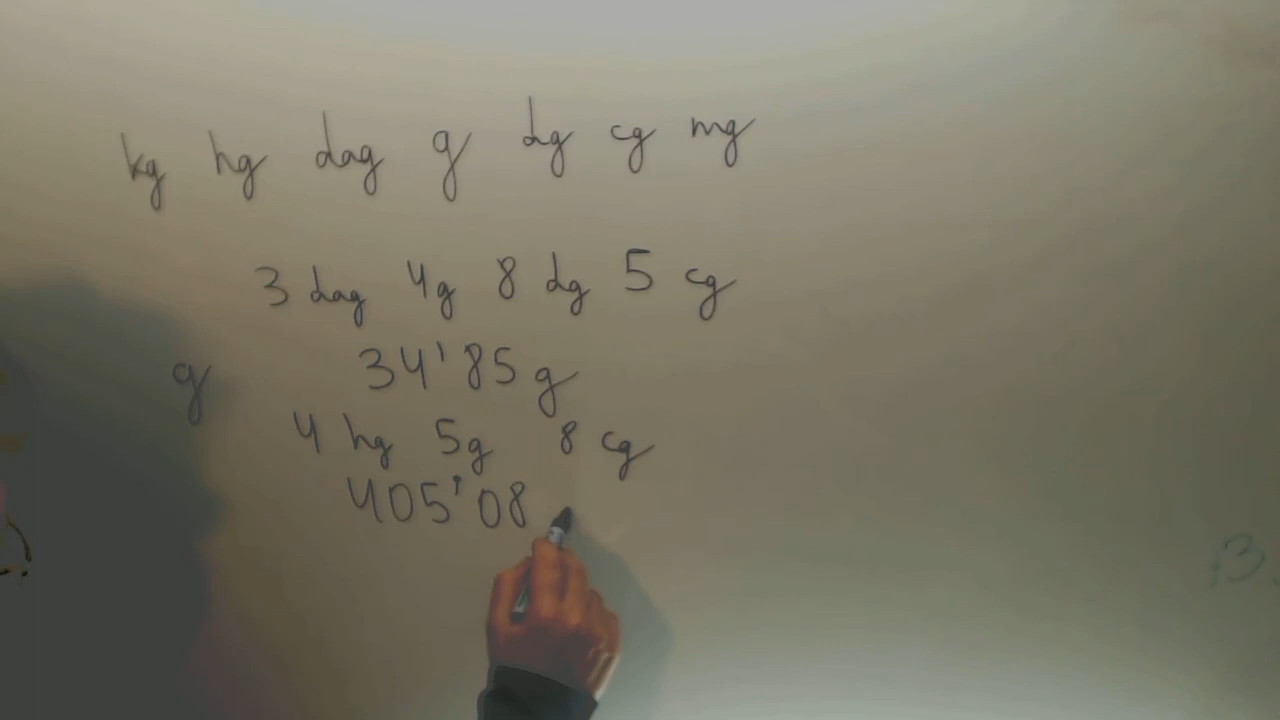 kg hg dag g dg cg mg
3 dag 4g 8 dg 5 cg
g 34'85 g
4 hg 5g 8 cg
405'08
13